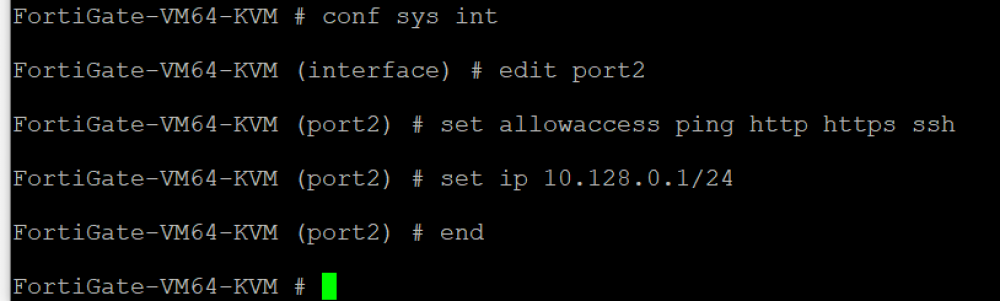 FortiGate-VM64-KVM # conf sys int
FortiGate-VM64-KVM (interface) # edit port2
FortiGate-VM64-KVM (port2) # set allowaccess ping http https ssh
FortiGate-VM64-KVM (port2) # set ip 10.128.0.1/24
FortiGate-VM64-KVM (port2) # end
FortiGate-VM64-KVM #